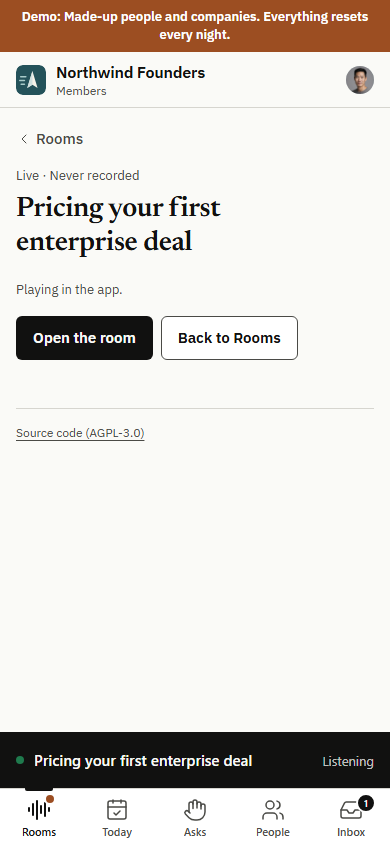 Demo: Made-up people and companies. Everything resets
every night.
Northwind Founders
Members
Rooms
Live · Never recorded
Pricing your first
enterprise deal
Playing in the app.
Open the room
Back to Rooms
Source code (AGPL-3.0)
Pricing your first enterprise deal
Listening
1
Rooms
Today
Asks
People
Inbox